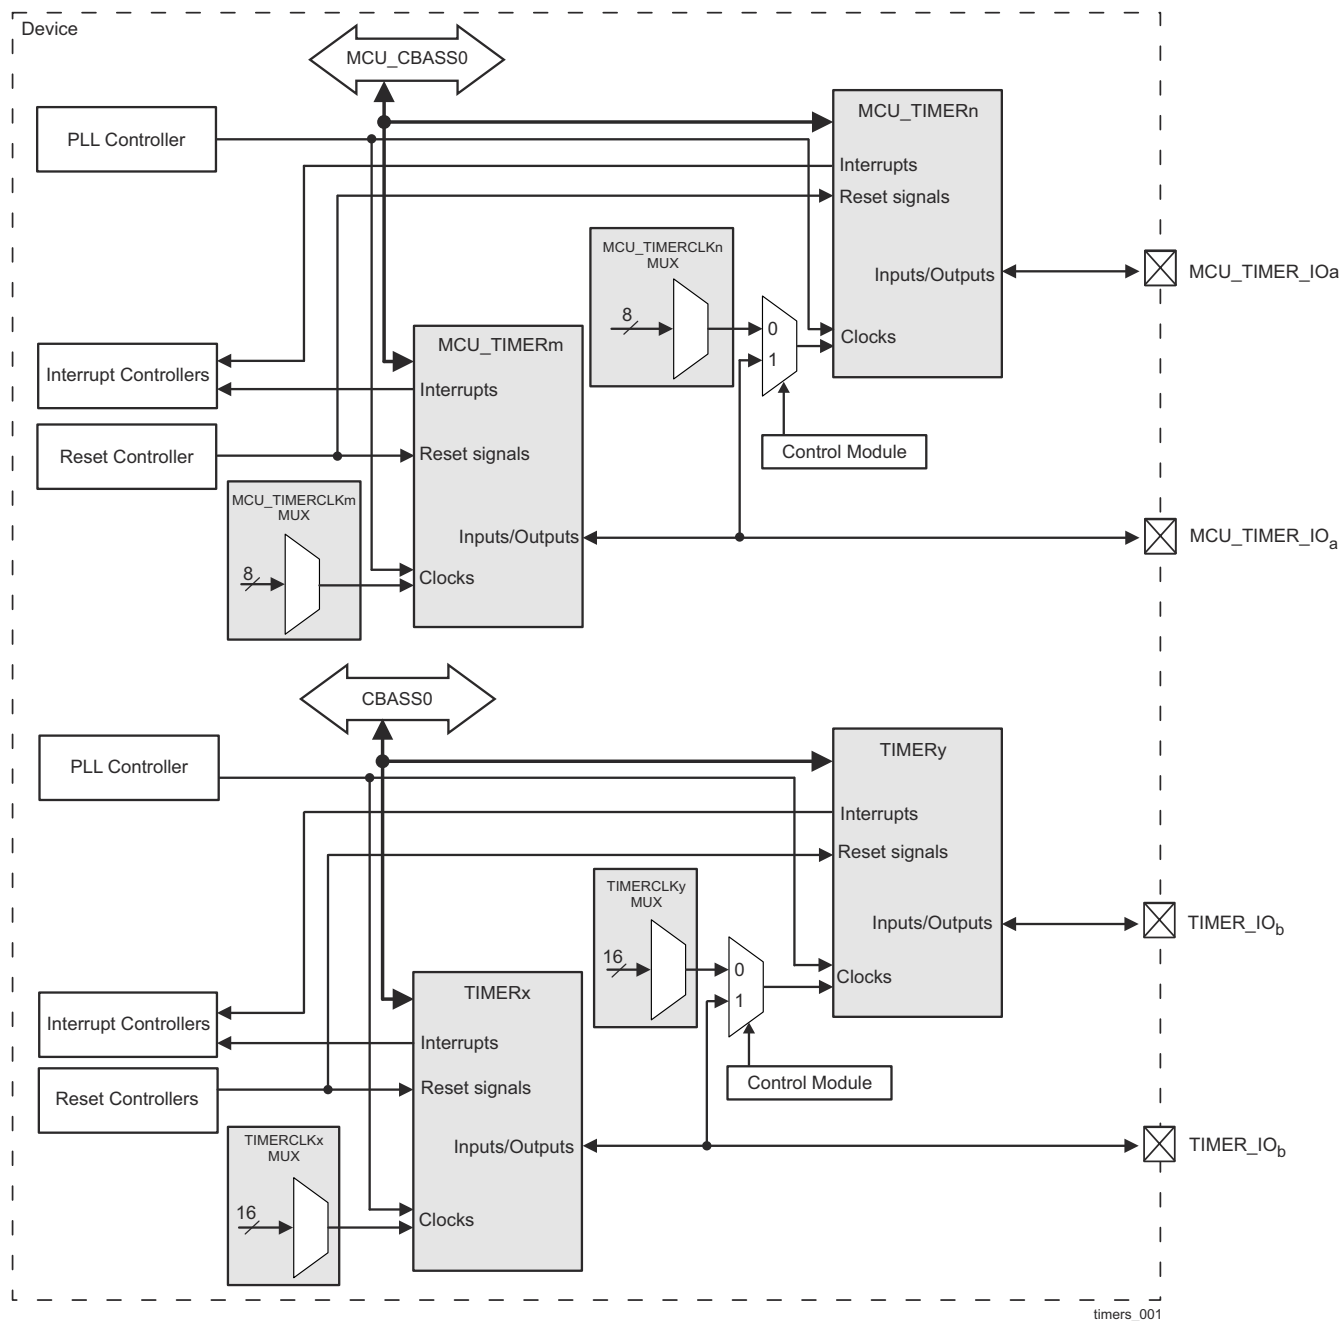 Device
MCU_CBASS0
PLL Controller
MCU_TIMERn
Interrupts
Reset signals
MCU_TIMERCLKn
MUX
Inputs/Outputs
MCU_TIMER_IOa
8
0
1
Clocks
MCU_TIMERm
Interrupt Controllers
Interrupts
Control Module
Reset Controller
Reset signals
MCU_TIMERCLKm
MUX
Inputs/Outputs
MCU_TIMER_IOa
8
Clocks
CBASS0
PLL Controller
TIMERy
Interrupts
Reset signals
TIMERCLKy
MUX
Inputs/Outputs
TIMER_IOb
16
0
1
Clocks
TIMERx
Interrupt Controllers
Interrupts
Control Module
Reset Controllers
Reset signals
TIMERCLKx
MUX
Inputs/Outputs
TIMER_IOb
16
Clocks
timers_001